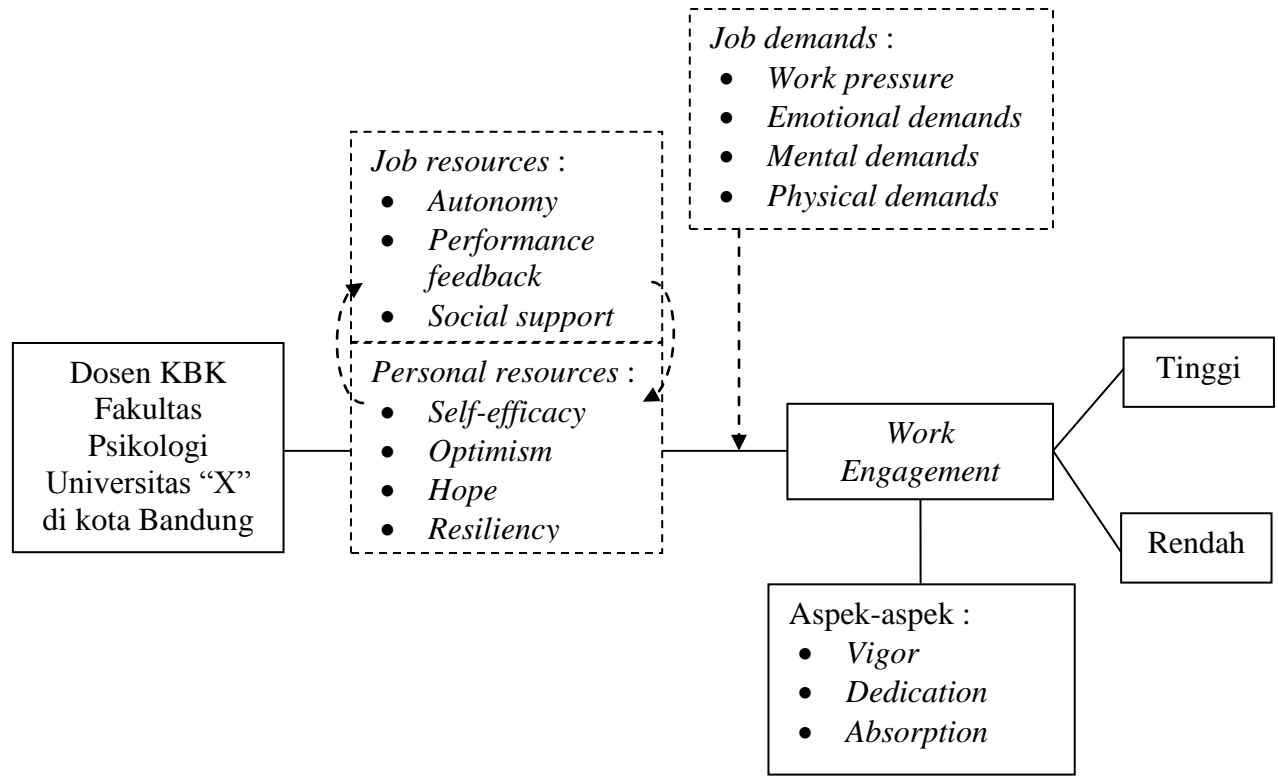 Job demands :
• Work pressure
• Emotional demands
• Mental demands
• Physical demands
Job resources :
• Autonomy
• Performance
feedback
• Social support
Dosen KBK
Fakultas
Psikologi
Universitas “X”
di kota Bandung
Personal resources :
• Self-efficacy
• Optimism
• Hope
• Resiliency
Work
Engagement
Tinggi
Rendah
Aspek-aspek :
• Vigor
• Dedication
• Absorption